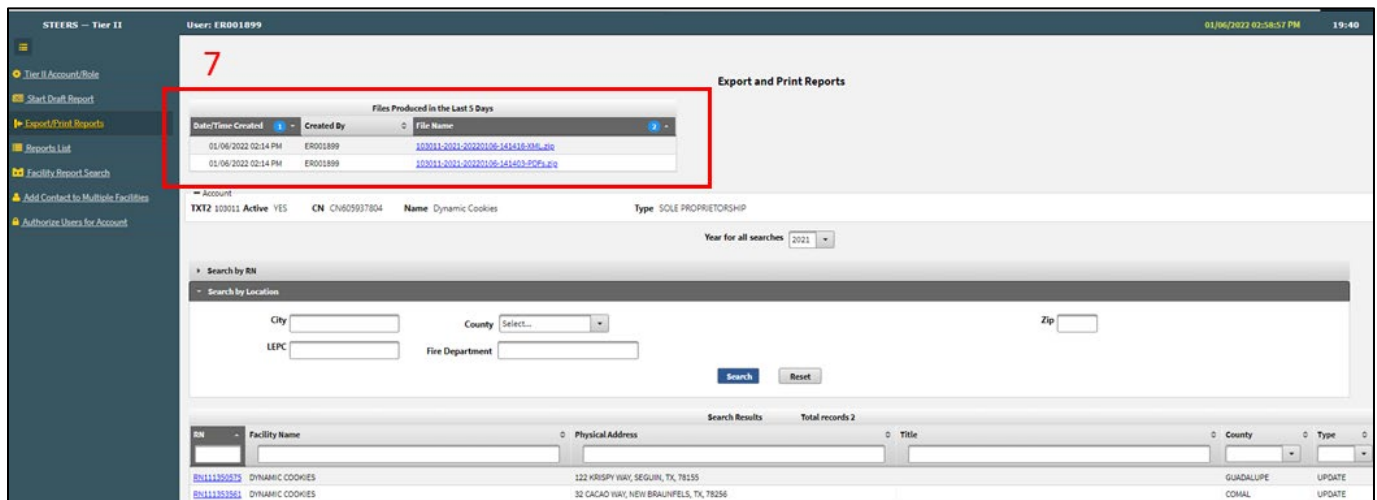 STEERS — Tier II User: ER001899 01/06/2022 02:58:57 PM 19:40
7
Tier II Account/Role
Start Draft Report
Export/Print Reports
Reports List
Facility Report Search
Add Contact to Multiple Facilities
Authorize Users for Account
Export and Print Reports
Files Produced in the Last 5 Days
Date/Time Created 1 Created By File Name 2
01/06/2022 02:14 PM ER001899 103011-2021-20220106-141416-XML.zip
01/06/2022 02:14 PM ER001899 103011-2021-20220106-141403-PDFs.zip
Account
TXT2 103011 Active YES CN CN605937804 Name Dynamic Cookies Type SOLE PROPRIETORSHIP
Year for all searches 2021
Search by RN
Search by Location
City County Select... Zip
LEPC Fire Department
Search Reset
Search Results Total records 2
RN Facility Name Physical Address Title County Type
RN111350575 DYNAMIC COOKIES 122 KRISPY WAY, SEGUIN, TX, 78155 GUADALUPE UPDATE
RN111353561 DYNAMIC COOKIES 32 CACAO WAY, NEW BRAUNFELS, TX, 78256 COMAL UPDATE